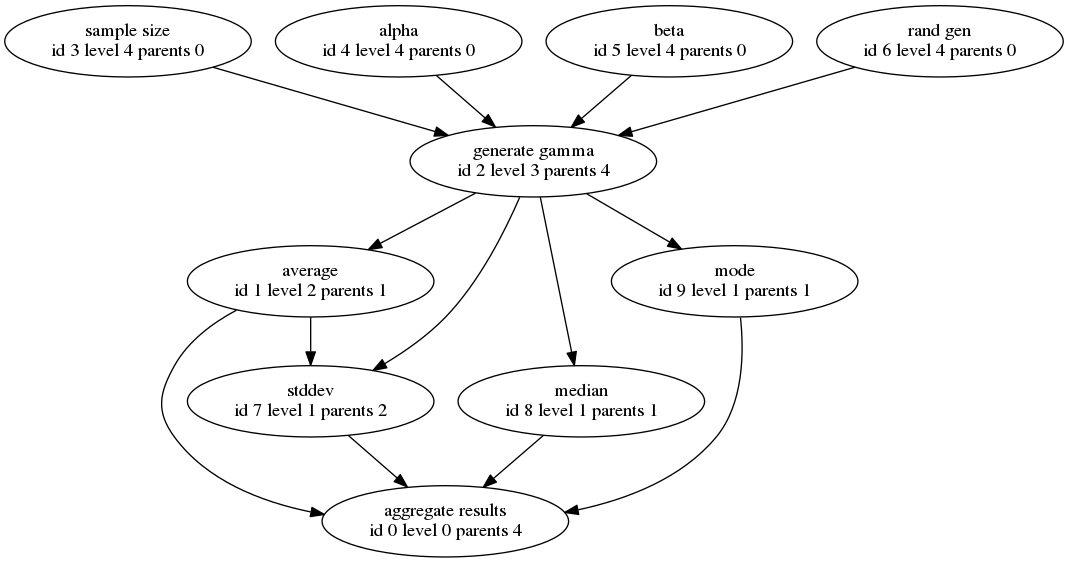 sample size
id 3 level 4 parents 0
alpha
id 4 level 4 parents 0
beta
id 5 level 4 parents 0
rand gen
id 6 level 4 parents 0
generate gamma
id 2 level 3 parents 4
average
id 1 level 2 parents 1
mode
id 9 level 1 parents 1
stddev
id 7 level 1 parents 2
median
id 8 level 1 parents 1
aggregate results
id 0 level 0 parents 4